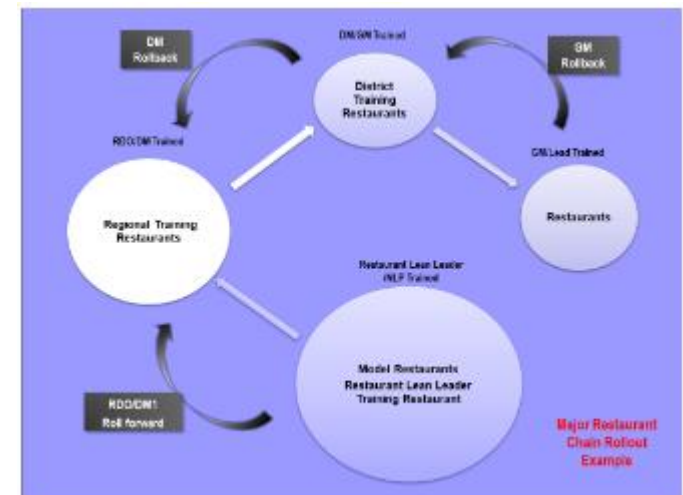 DM
Rollback
DM/GM Trained
GM
Rollback
District
Training
Restaurants
RDO/DM Trained
GM/Lead Trained
Regional Training
Restaurants
Restaurants
Restaurant Lean Leader
/WLP Trained
Model Restaurants
Restaurant Lean Leader
Training Restaurant
RDO/DM1
Roll forward
Major Restaurant
Chain Rollout
Example